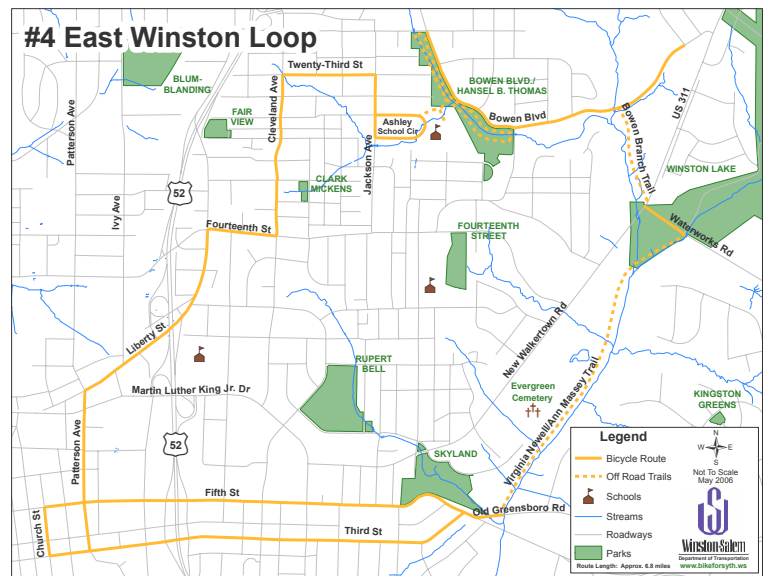 #4 East Winston Loop
Twenty-Third St
BLUM-
BLANDING
BOWEN BLVD./
HANSEL B. THOMAS
Patterson Ave
Cleveland Ave
FAIR
VIEW
Ashley
School Cir
Bowen Blvd
US 311
Jackson Ave
Bowen Branch Trail
CLARK
MICKENS
WINSTON LAKE
52
Ivy Ave
Fourteenth St
FOURTEENTH
STREET
Waterworks Rd
Liberty St
New Walkertown Rd
RUPERT
BELL
Martin Luther King Jr. Dr
Evergreen
Cemetery
Virginia Newell/Ann Massey Trail
KINGSTON
GREENS
52
Patterson Ave
SKYLAND
Fifth St
Old Greensboro Rd
Church St
Third St
Legend
Bicycle Route
Off Road Trails
Schools
Streams
Roadways
Parks
Route Length: Approx. 6.8 miles
N
W E
S
Not To Scale
May 2006
WS
Winston-Salem
Department of Transportation
www.bikeforsyth.ws